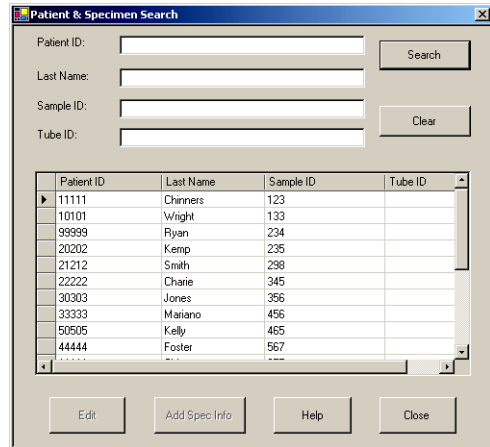 Patient & Specimen Search
Patient ID:
Search
Last Name:
Sample ID:
Clear
Tube ID:
Patient ID Last Name Sample ID Tube ID
11111 Chinners 123
10101 Wright 133
99999 Ryan 234
20202 Kemp 235
21212 Smith 298
22222 Charie 345
30303 Jones 356
33333 Mariano 456
50505 Kelly 465
44444 Foster 567
Edit Add Spec Info Help Close